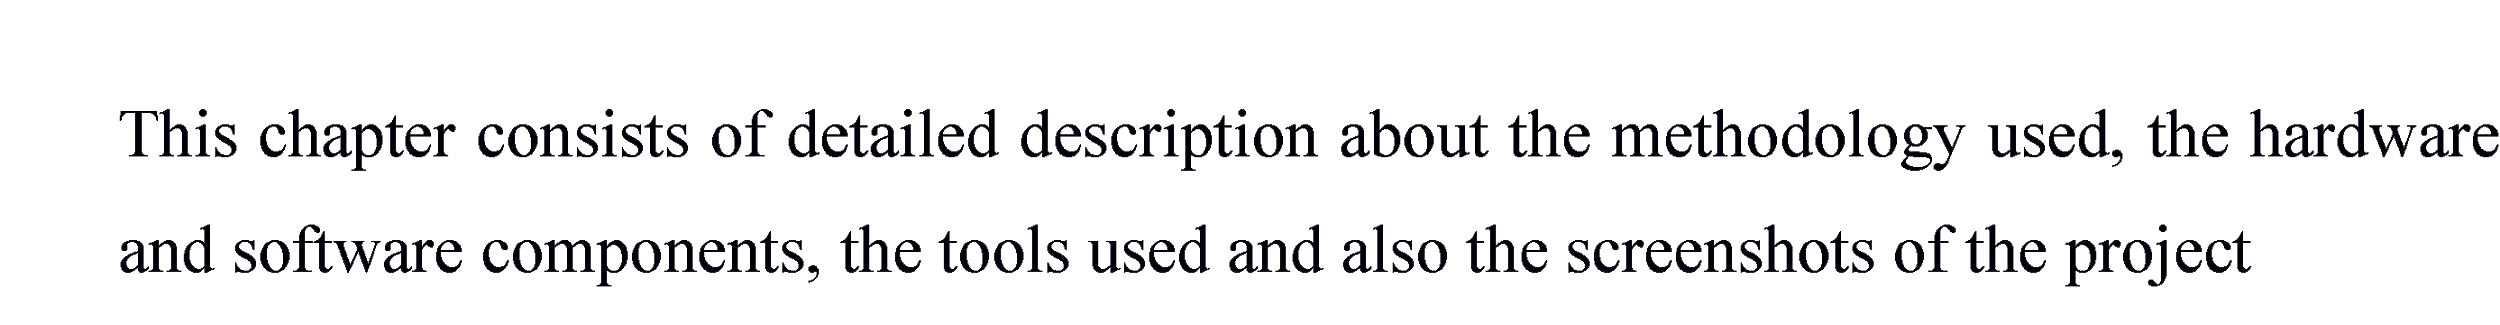 This chapter consists of detailed description about the methodology used, the hardware
and software components, the tools used and also the screenshots of the project